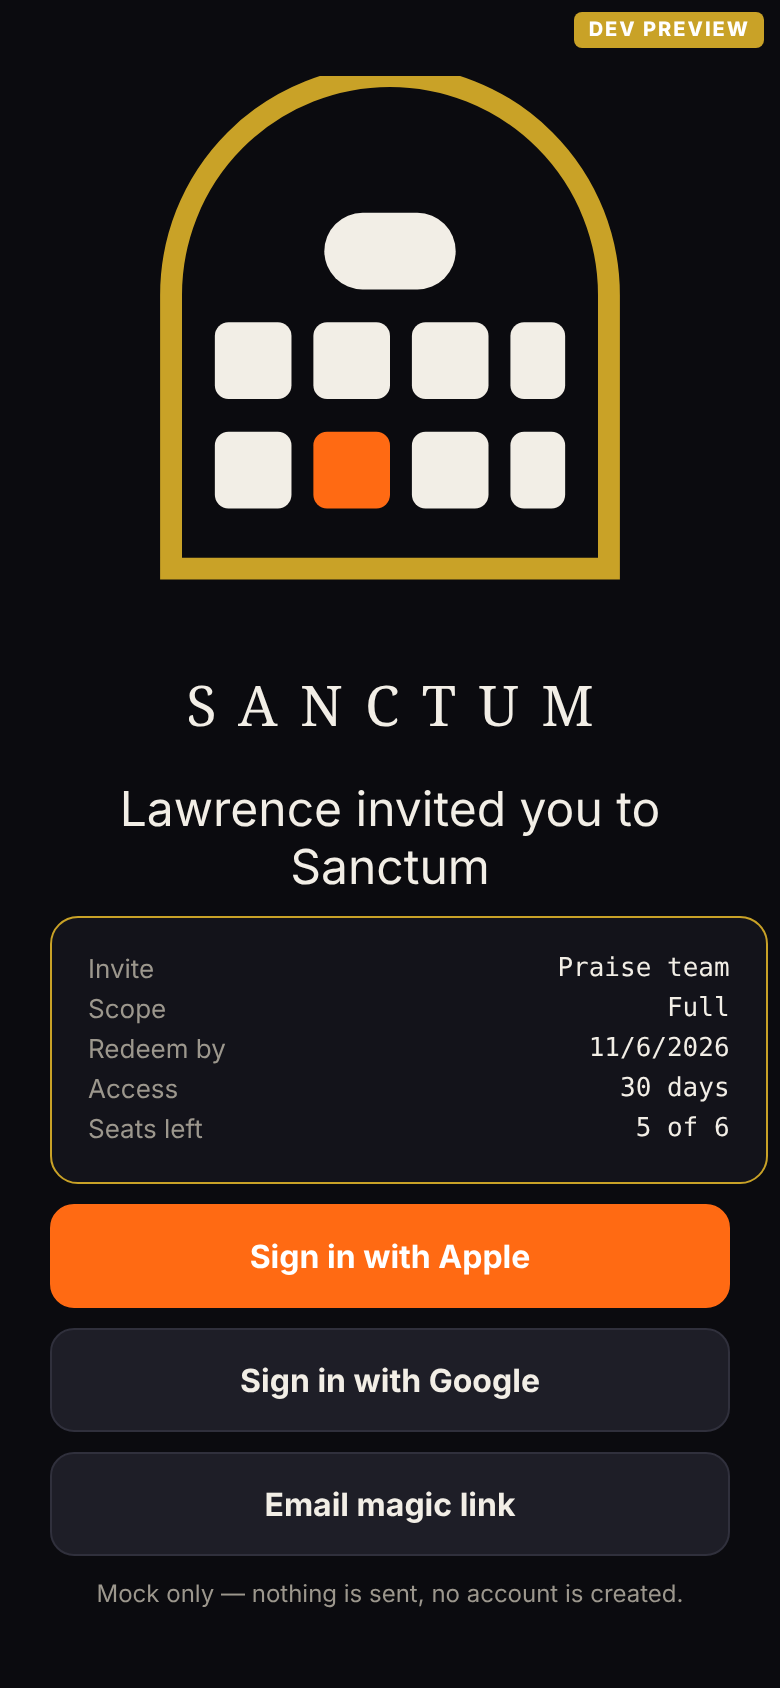 DEV PREVIEW
SANCTUM
Lawrence invited you to
Sanctum
Invite Praise team
Scope Full
Redeem by 11/6/2026
Access 30 days
Seats left 5 of 6
Sign in with Apple
Sign in with Google
Email magic link
Mock only — nothing is sent, no account is created.